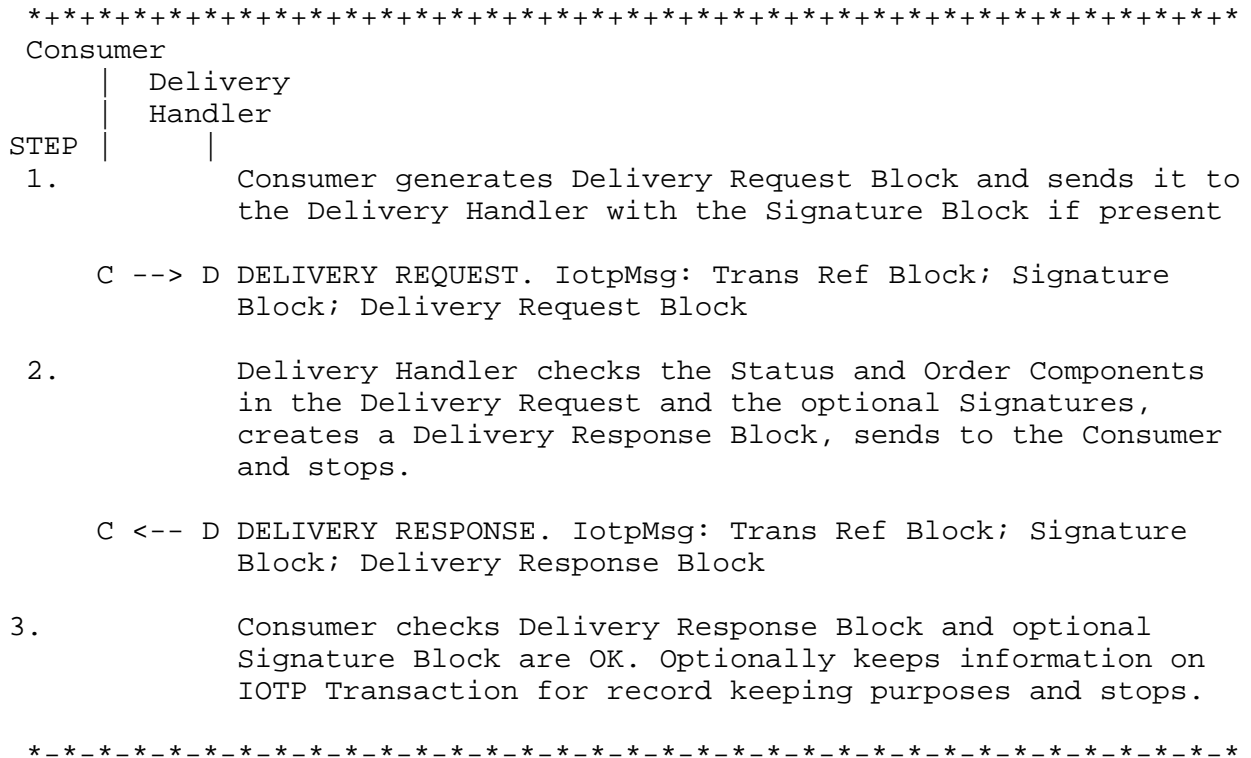 *+*+*+*+*+*+*+*+*+*+*+*+*+*+*+*+*+*+*+*+*+*+*+*+*+*+*+*+*+*+*+*+*+*+*
Consumer
| Delivery
| Handler
STEP | |
1. Consumer generates Delivery Request Block and sends it to
the Delivery Handler with the Signature Block if present
C --> D DELIVERY REQUEST. IotpMsg: Trans Ref Block; Signature
Block; Delivery Request Block
2. Delivery Handler checks the Status and Order Components
in the Delivery Request and the optional Signatures,
creates a Delivery Response Block, sends to the Consumer
and stops.
C <-- D DELIVERY RESPONSE. IotpMsg: Trans Ref Block; Signature
Block; Delivery Response Block
3. Consumer checks Delivery Response Block and optional
Signature Block are OK. Optionally keeps information on
IOTP Transaction for record keeping purposes and stops.
*-*-*-*-*-*-*-*-*-*-*-*-*-*-*-*-*-*-*-*-*-*-*-*-*-*-*-*-*-*-*-*-*-*-*